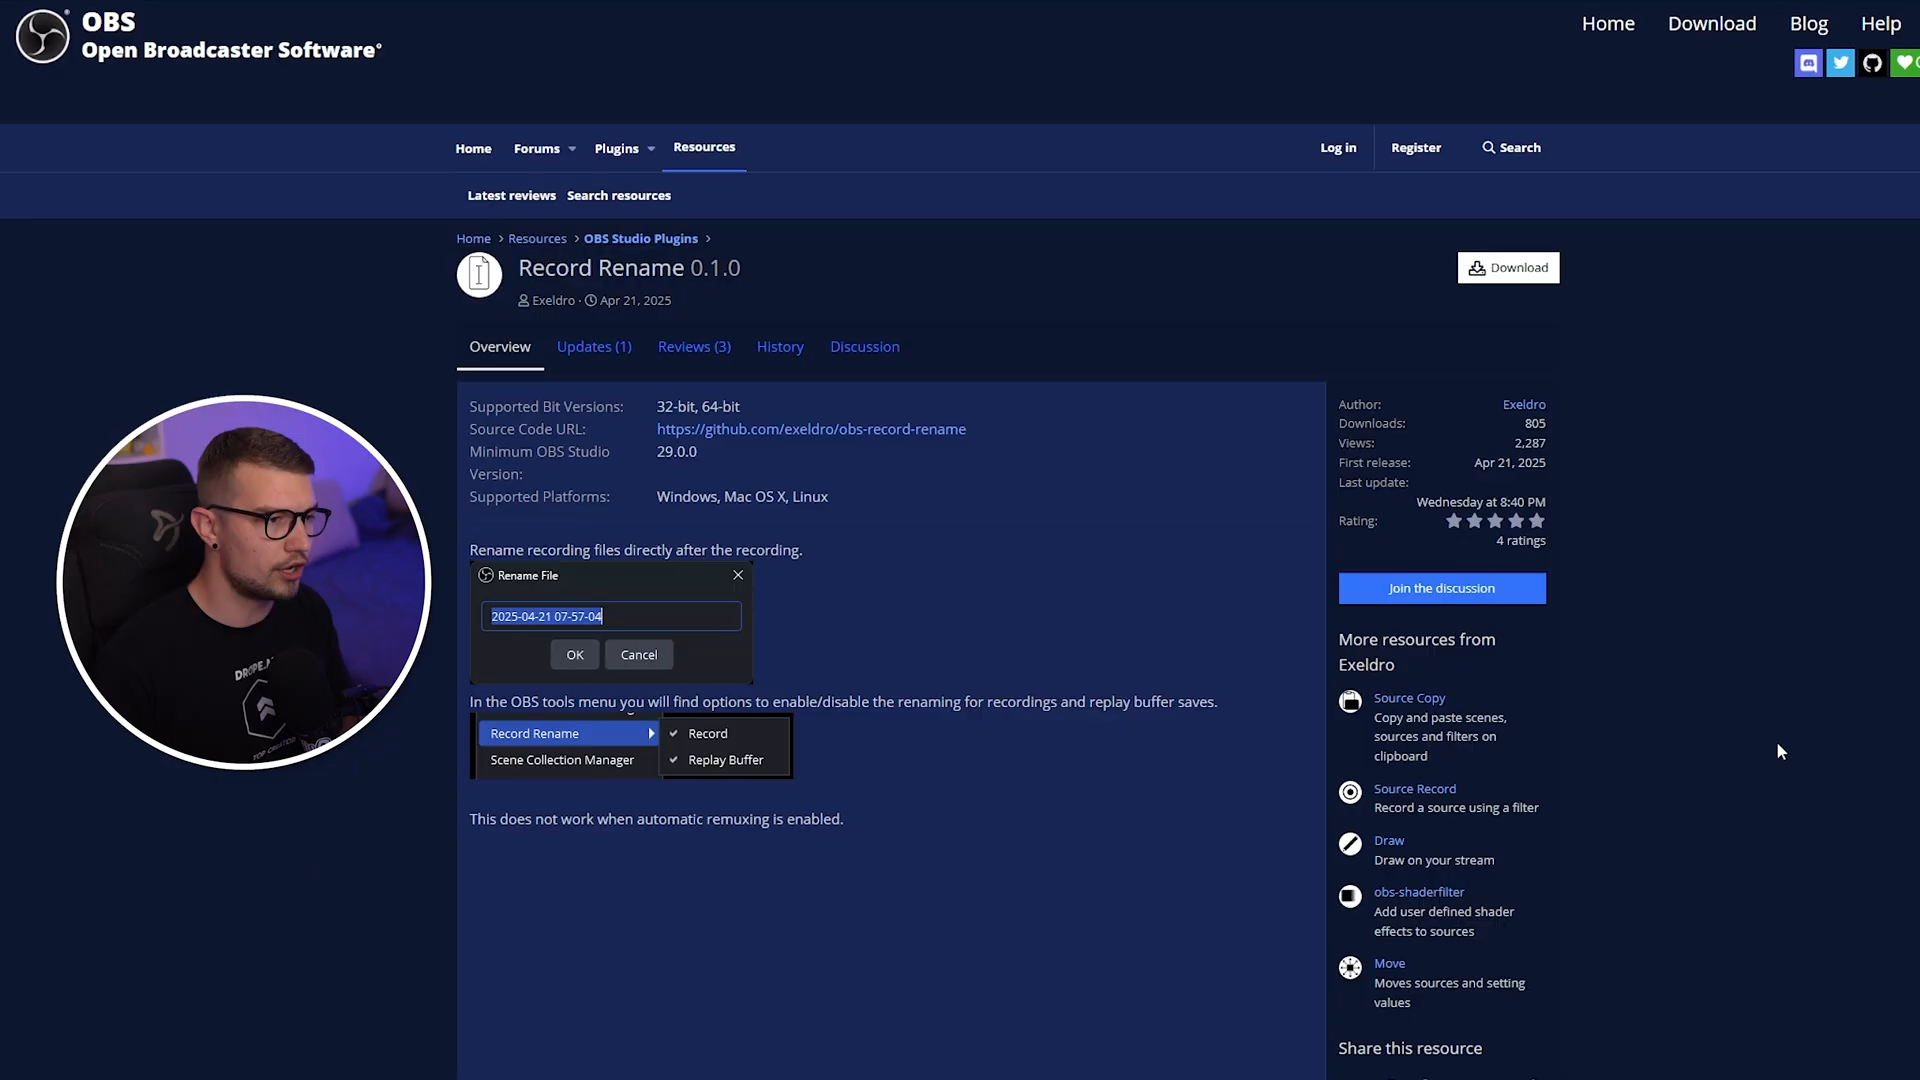 OBS
Open Broadcaster Software
Home Download Blog Help
Home Forums Plugins Resources
Log in Register Search
Latest reviews Search resources
Home > Resources > OBS Studio Plugins >
Record Rename 0.1.0
Download
Exeldro · Apr 21, 2025
Overview Updates (1) Reviews (3) History Discussion
Supported Bit Versions: 32-bit, 64-bit
Source Code URL: https://github.com/exeldro/obs-record-rename
Minimum OBS Studio Version: 29.0.0
Supported Platforms: Windows, Mac OS X, Linux
Rename recording files directly after the recording.
Rename File
2025-04-21 07-57-04
OK Cancel
In the OBS tools menu you will find options to enable/disable the renaming for recordings and replay buffer saves.
Record Rename
Scene Collection Manager
Record
Replay Buffer
This does not work when automatic remuxing is enabled.
Author: Exeldro
Downloads: 805
Views: 2,287
First release: Apr 21, 2025
Last update:
Wednesday at 8:40 PM
Rating:
4 ratings
Join the discussion
More resources from
Exeldro
Source Copy
Copy and paste scenes,
sources and filters on
clipboard
Source Record
Record a source using a filter
Draw
Draw on your stream
obs-shaderfilter
Add user defined shader
effects to sources
Move
Moves sources and setting
values
Share this resource